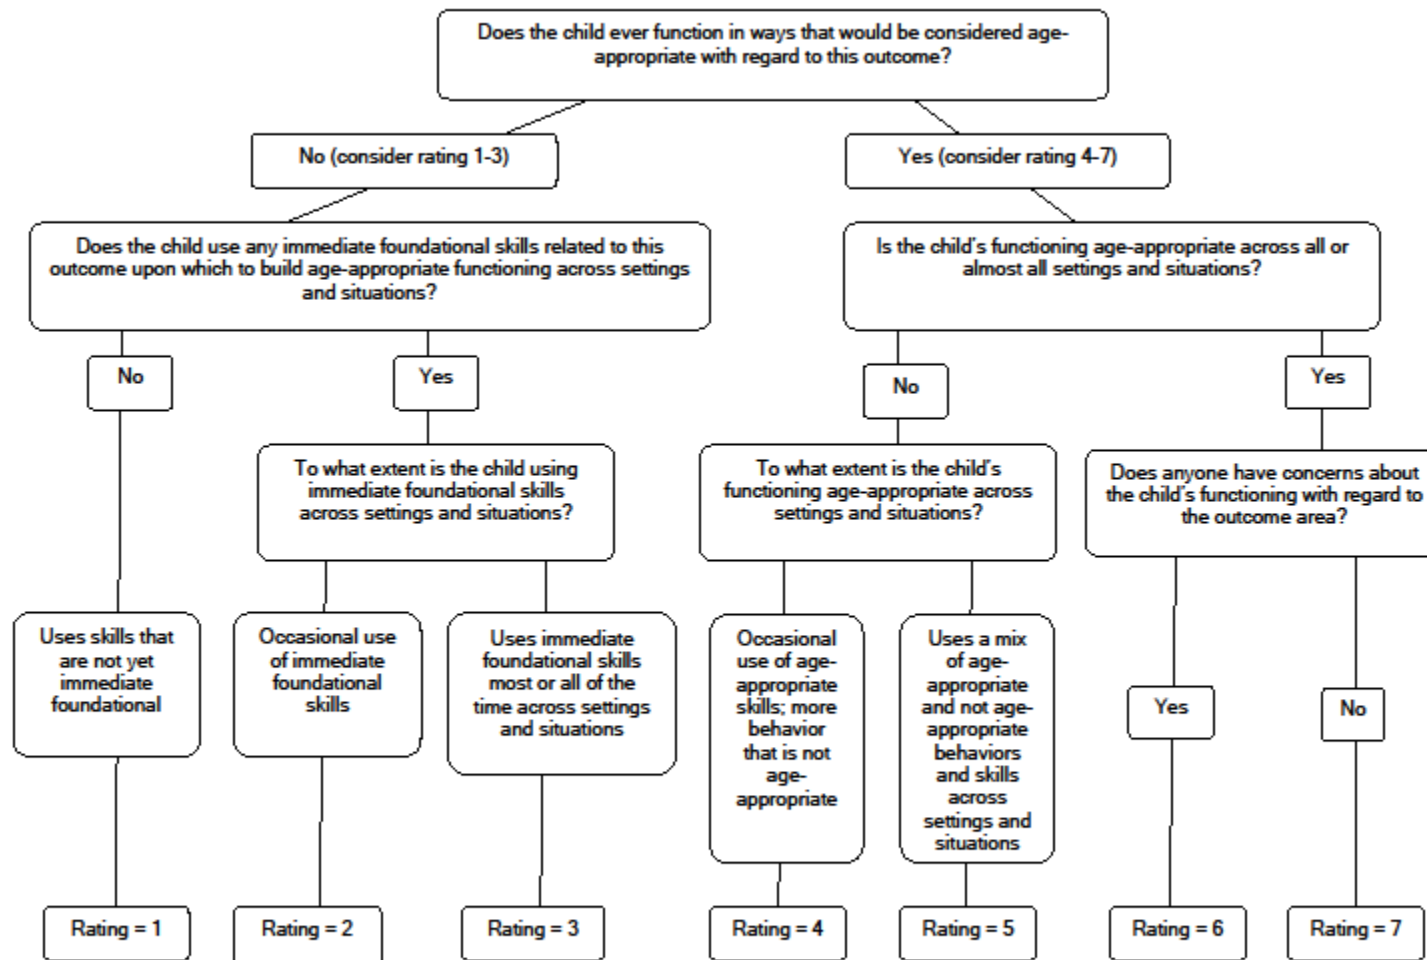 Does the child ever function in ways that would be considered age-
appropriate with regard to this outcome?
No (consider rating 1-3)
Yes (consider rating 4-7)
Does the child use any immediate foundational skills related to this
outcome upon which to build age-appropriate functioning across settings
and situations?
Is the child's functioning age-appropriate across all or
almost all settings and situations?
No
Yes
No
Yes
To what extent is the child using
immediate foundational skills
across settings and situations?
To what extent is the child's
functioning age-appropriate across
settings and situations?
Does anyone have concerns about
the child's functioning with regard to
the outcome area?
Uses skills that
are not yet
immediate
foundational
Occasional use
of immediate
foundational
skills
Uses immediate
foundational skills
most or all of the
time across settings
and situations
Occasional
use of age-
appropriate
skills; more
behavior
that is not
age-
appropriate
Uses a mix
of age-
appropriate
and not age-
appropriate
behaviors
and skills
across
settings and
situations
Yes
No
Rating = 1
Rating = 2
Rating = 3
Rating = 4
Rating = 5
Rating = 6
Rating = 7